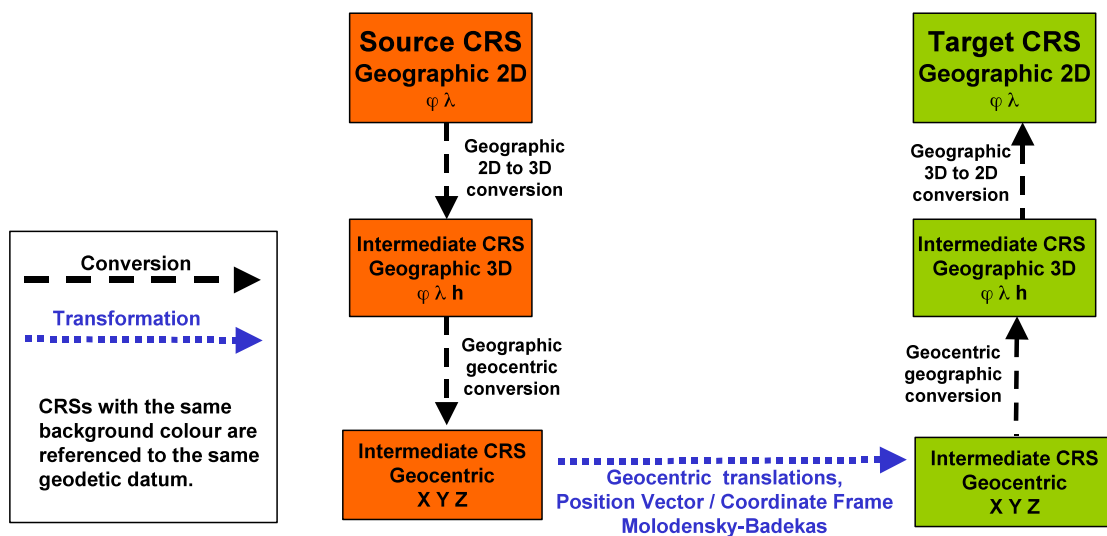 Source CRS
Geographic 2D
φ λ
Geographic
2D to 3D
conversion
Intermediate CRS
Geographic 3D
φ λ h
Geographic
geocentric
conversion
Intermediate CRS
Geocentric
X Y Z
Target CRS
Geographic 2D
φ λ
Geographic
3D to 2D
conversion
Intermediate CRS
Geographic 3D
φ λ h
Geocentric
geographic
conversion
Intermediate CRS
Geocentric
X Y Z
Geocentric translations,
Position Vector / Coordinate Frame
Molodensky-Badekas
Conversion
Transformation
CRSs with the same
background colour are
referenced to the same
geodetic datum.